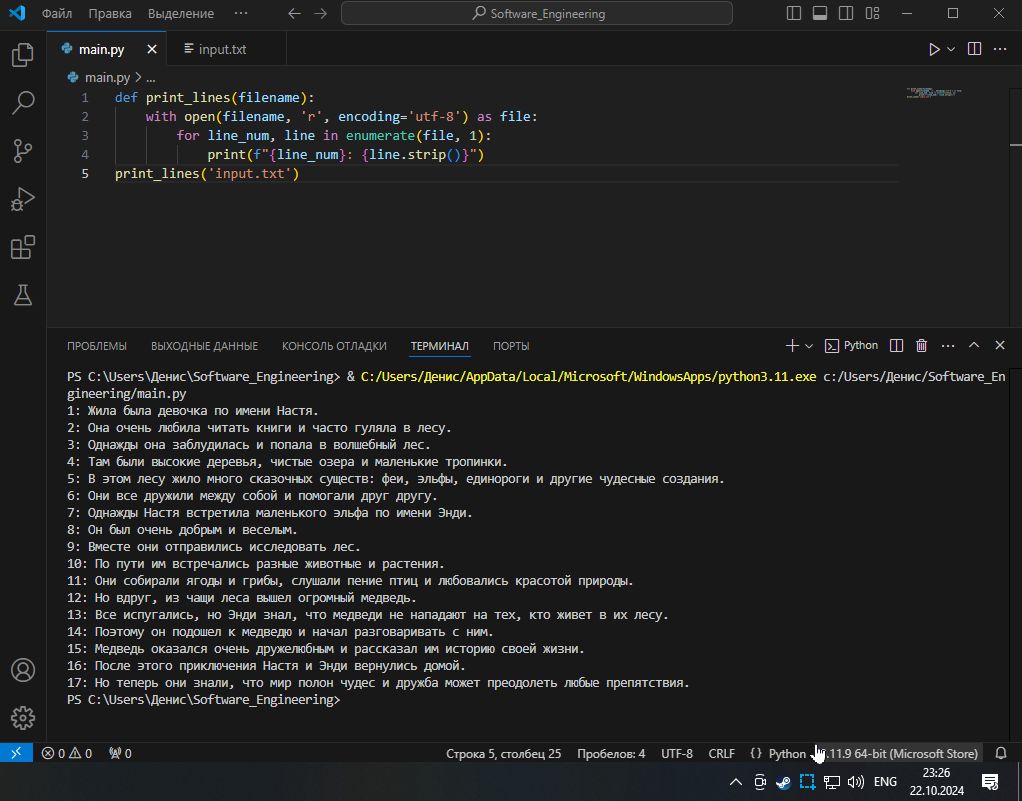 Файл Правка Выделение ··· Software_Engineering
main.py input.txt
main.py > ...
1 def print_lines(filename):
2 with open(filename, 'r', encoding='utf-8') as file:
3 for line_num, line in enumerate(file, 1):
4 print(f"{line_num}: {line.strip()}")
5 print_lines('input.txt')
ПРОБЛЕМЫ ВЫХОДНЫЕ ДАННЫЕ КОНСОЛЬ ОТЛАДКИ ТЕРМИНАЛ ПОРТЫ Python
PS C:\Users\Денис\Software_Engineering> & C:/Users/Денис/AppData/Local/Microsoft/WindowsApps/python3.11.exe c:/Users/Денис/Software_En
gineering/main.py
1: Жила была девочка по имени Настя.
2: Она очень любила читать книги и часто гуляла в лесу.
3: Однажды она заблудилась и попала в волшебный лес.
4: Там были высокие деревья, чистые озера и маленькие тропинки.
5: В этом лесу жило много сказочных существ: феи, эльфы, единороги и другие чудесные создания.
6: Они все дружили между собой и помогали друг другу.
7: Однажды Настя встретила маленького эльфа по имени Энди.
8: Он был очень добрым и веселым.
9: Вместе они отправились исследовать лес.
10: По пути им встречались разные животные и растения.
11: Они собирали ягоды и грибы, слушали пение птиц и любовались красотой природы.
12: Но вдруг, из чащи леса вышел огромный медведь.
13: Все испугались, но Энди знал, что медведи не нападают на тех, кто живет в их лесу.
14: Поэтому он подошел к медведю и начал разговаривать с ним.
15: Медведь оказался очень дружелюбным и рассказал им историю своей жизни.
16: После этого приключения Настя и Энди вернулись домой.
17: Но теперь они знали, что мир полон чудес и дружба может преодолеть любые препятствия.
PS C:\Users\Денис\Software_Engineering>
0 0 0 Строка 5, столбец 25 Пробелов: 4 UTF-8 CRLF {} Python .11.9 64-bit (Microsoft Store)
ENG 23:26
22.10.2024